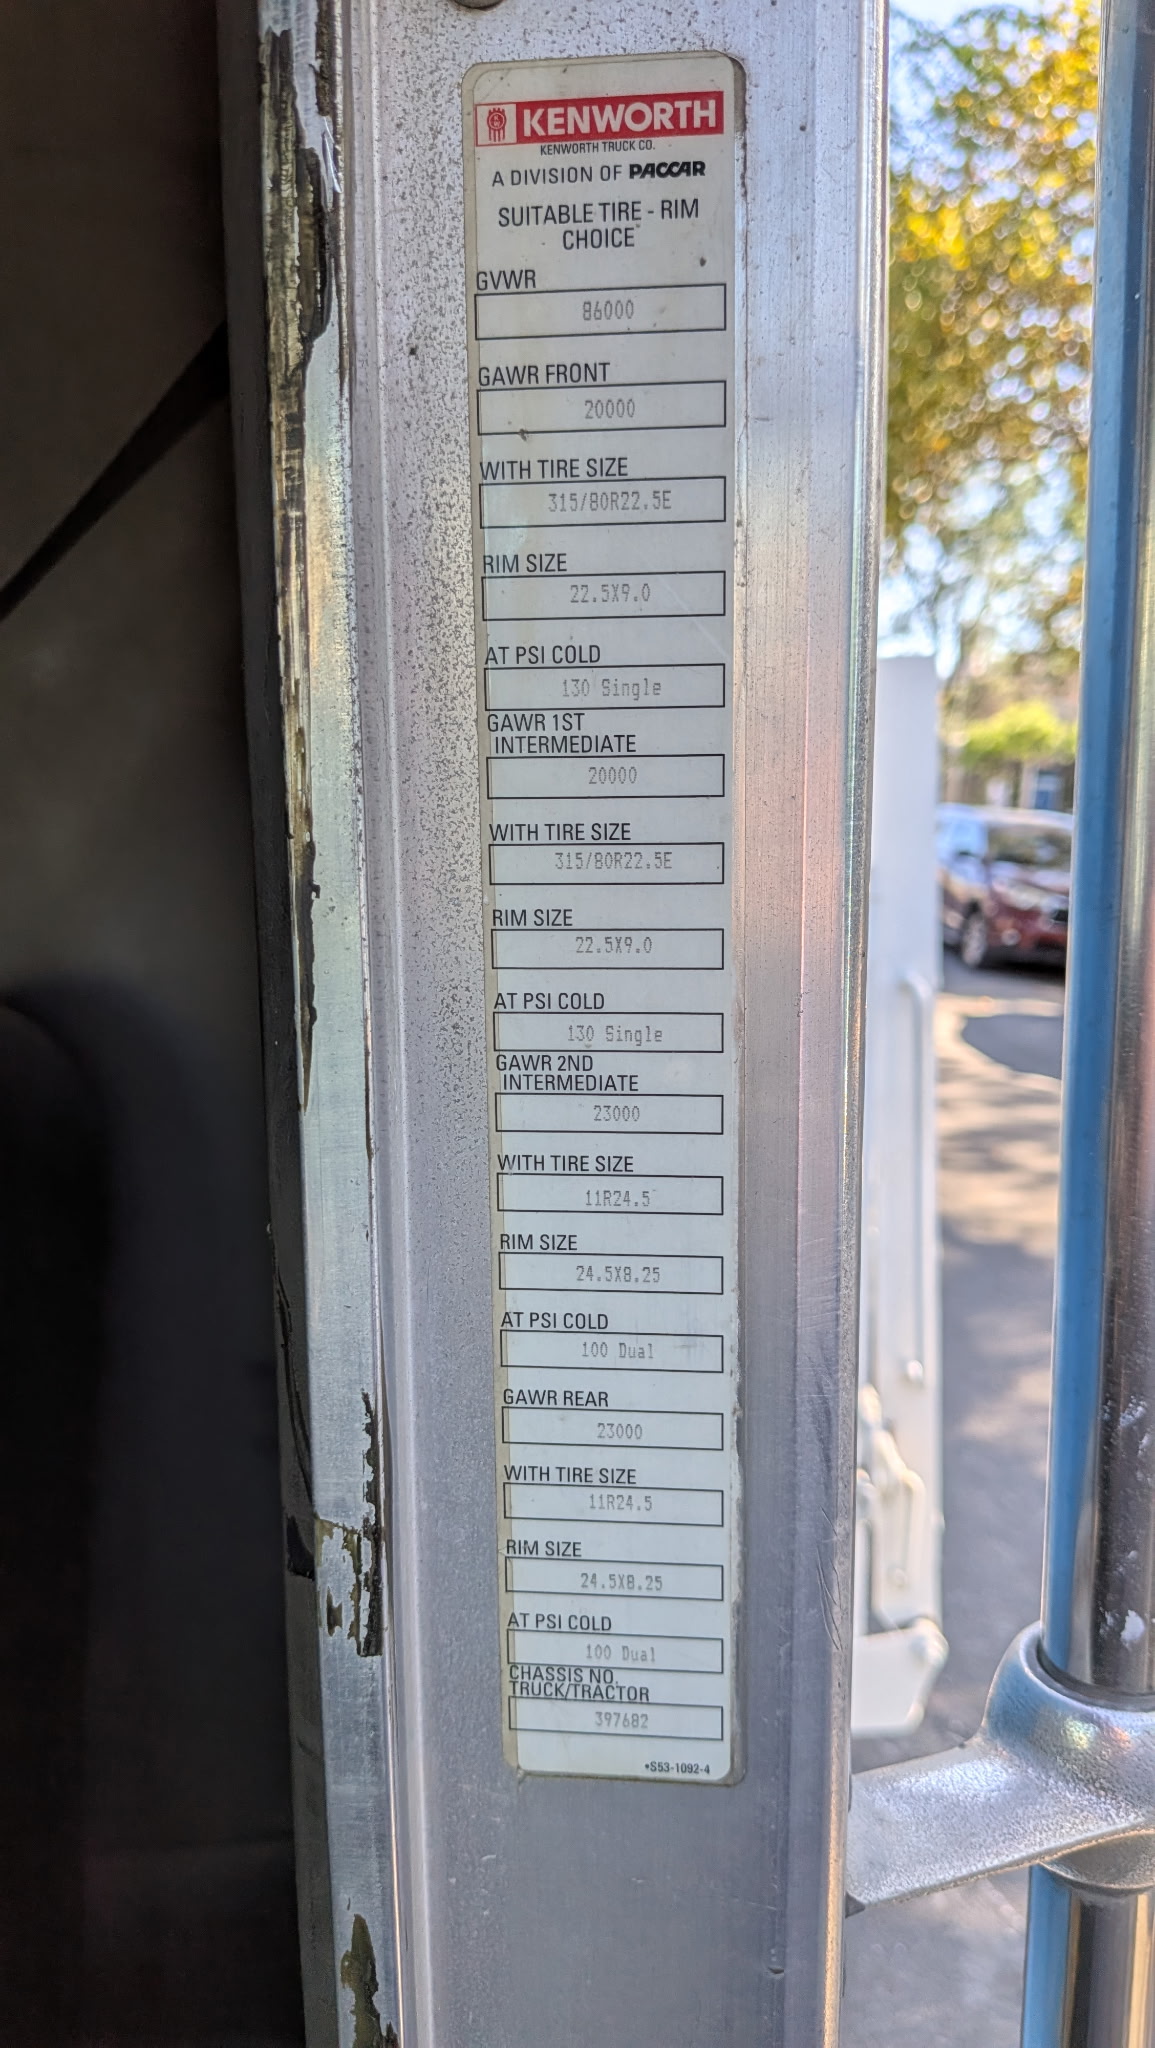 KENWORTH
KENWORTH TRUCK CO.
A DIVISION OF PACCAR
SUITABLE TIRE - RIM
CHOICE
GVWR
86000
GAWR FRONT
20000
WITH TIRE SIZE
315/80R22.5E
RIM SIZE
22.5X9.0
AT PSI COLD
130 Single
GAWR 1ST
INTERMEDIATE
20000
WITH TIRE SIZE
315/80R22.5E
RIM SIZE
22.5X9.0
AT PSI COLD
130 Single
GAWR 2ND
INTERMEDIATE
23000
WITH TIRE SIZE
11R24.5
RIM SIZE
24.5X8.25
AT PSI COLD
100 Dual
GAWR REAR
23000
WITH TIRE SIZE
11R24.5
RIM SIZE
24.5X8.25
AT PSI COLD
100 Dual
CHASSIS NO.
TRUCK/TRACTOR
397682
•S53-1092-4